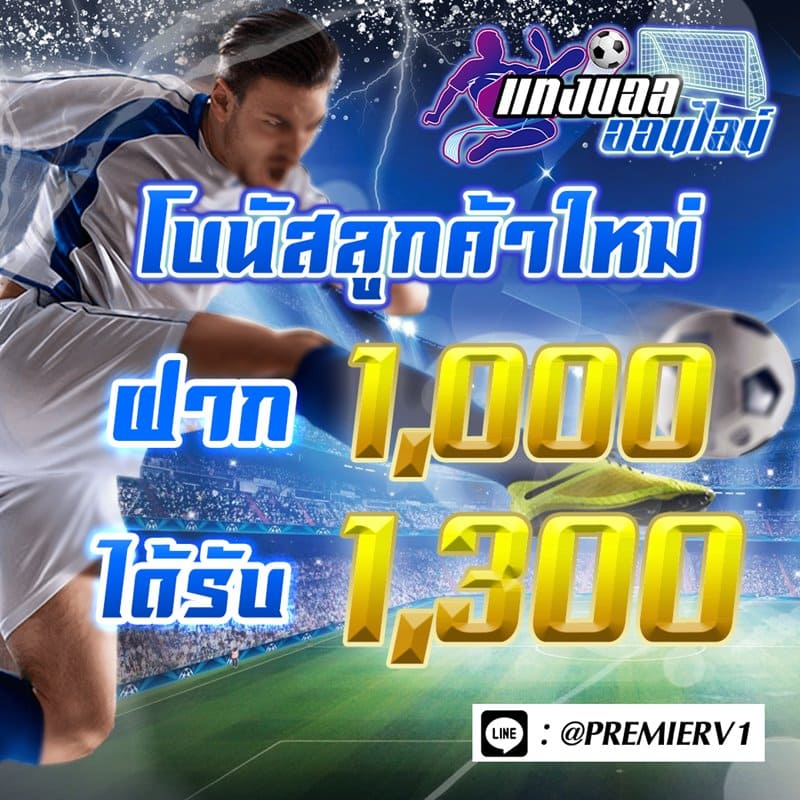 แทงบอล
ออนไลน์
โบนัสลูกค้าใหม่
ฝาก 1,000
ได้รับ 1,300
LINE : @PREMIERV1